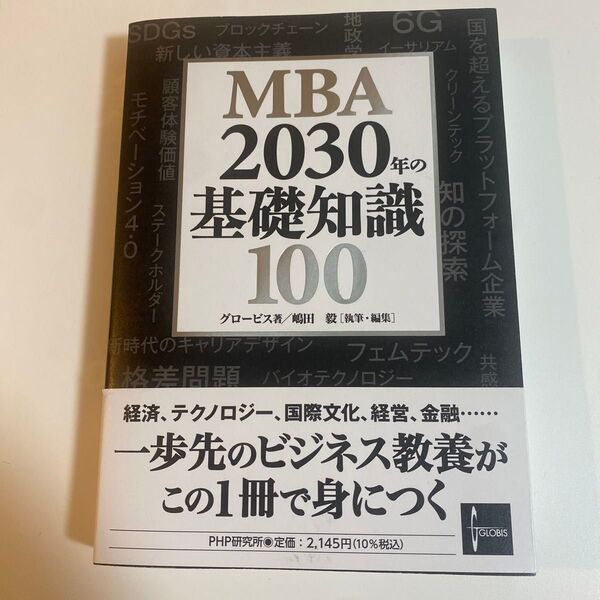 SDGs
ブロックチェーン
新しい資本主義
地政学
6G
イーサリアム
国を超えるプラットフォーム企業
クリーンテック
知の探索
顧客体験価値
モチベーション4.0
ステークホルダー
MBA
2030年の
基礎知識
100
グロービス著/嶋田 毅[執筆・編集]
新時代のキャリアデザイン
フェムテック
共感
格差問題
バイオテクノロジー
経済、テクノロジー、国際文化、経営、金融……
一歩先のビジネス教養が
この1冊で身につく
PHP研究所◉定価:2,145円(10%税込)
GLOBIS